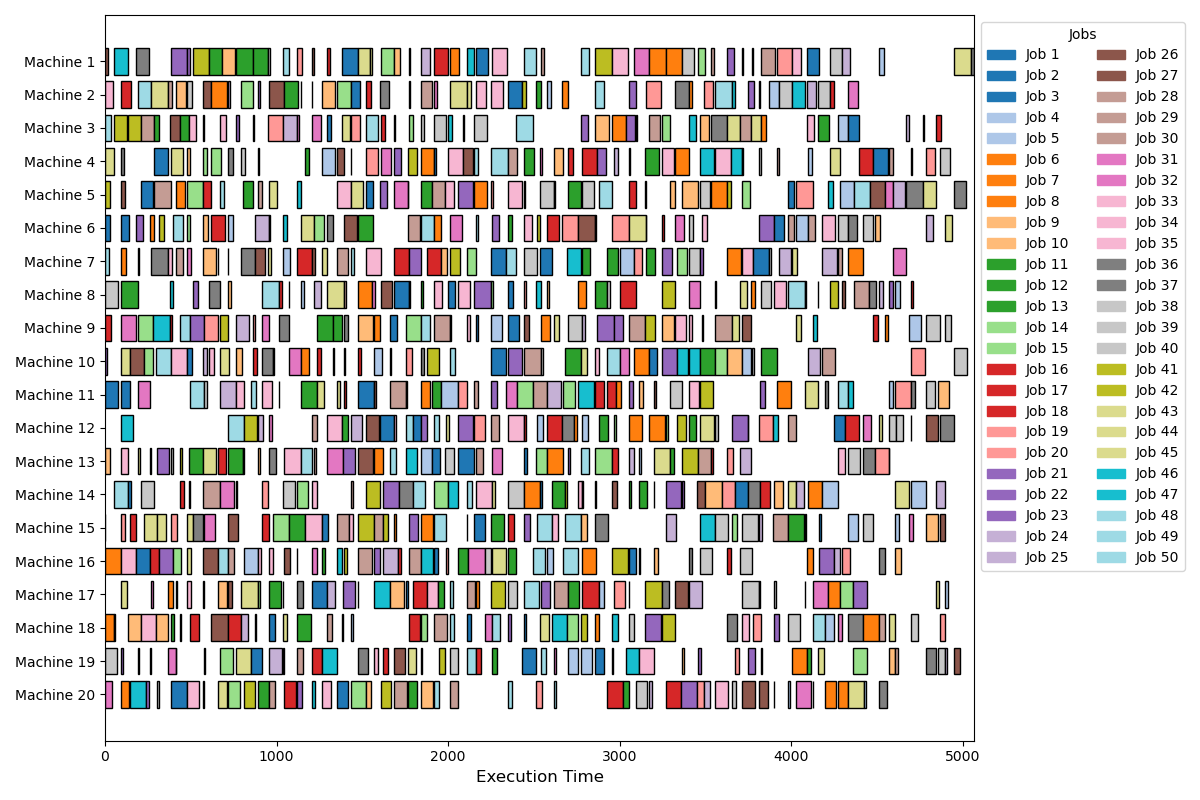 Machine 1
Machine 2
Machine 3
Machine 4
Machine 5
Machine 6
Machine 7
Machine 8
Machine 9
Machine 10
Machine 11
Machine 12
Machine 13
Machine 14
Machine 15
Machine 16
Machine 17
Machine 18
Machine 19
Machine 20
0 1000 2000 3000 4000 5000
Execution Time
Jobs
Job 1
Job 2
Job 3
Job 4
Job 5
Job 6
Job 7
Job 8
Job 9
Job 10
Job 11
Job 12
Job 13
Job 14
Job 15
Job 16
Job 17
Job 18
Job 19
Job 20
Job 21
Job 22
Job 23
Job 24
Job 25
Job 26
Job 27
Job 28
Job 29
Job 30
Job 31
Job 32
Job 33
Job 34
Job 35
Job 36
Job 37
Job 38
Job 39
Job 40
Job 41
Job 42
Job 43
Job 44
Job 45
Job 46
Job 47
Job 48
Job 49
Job 50